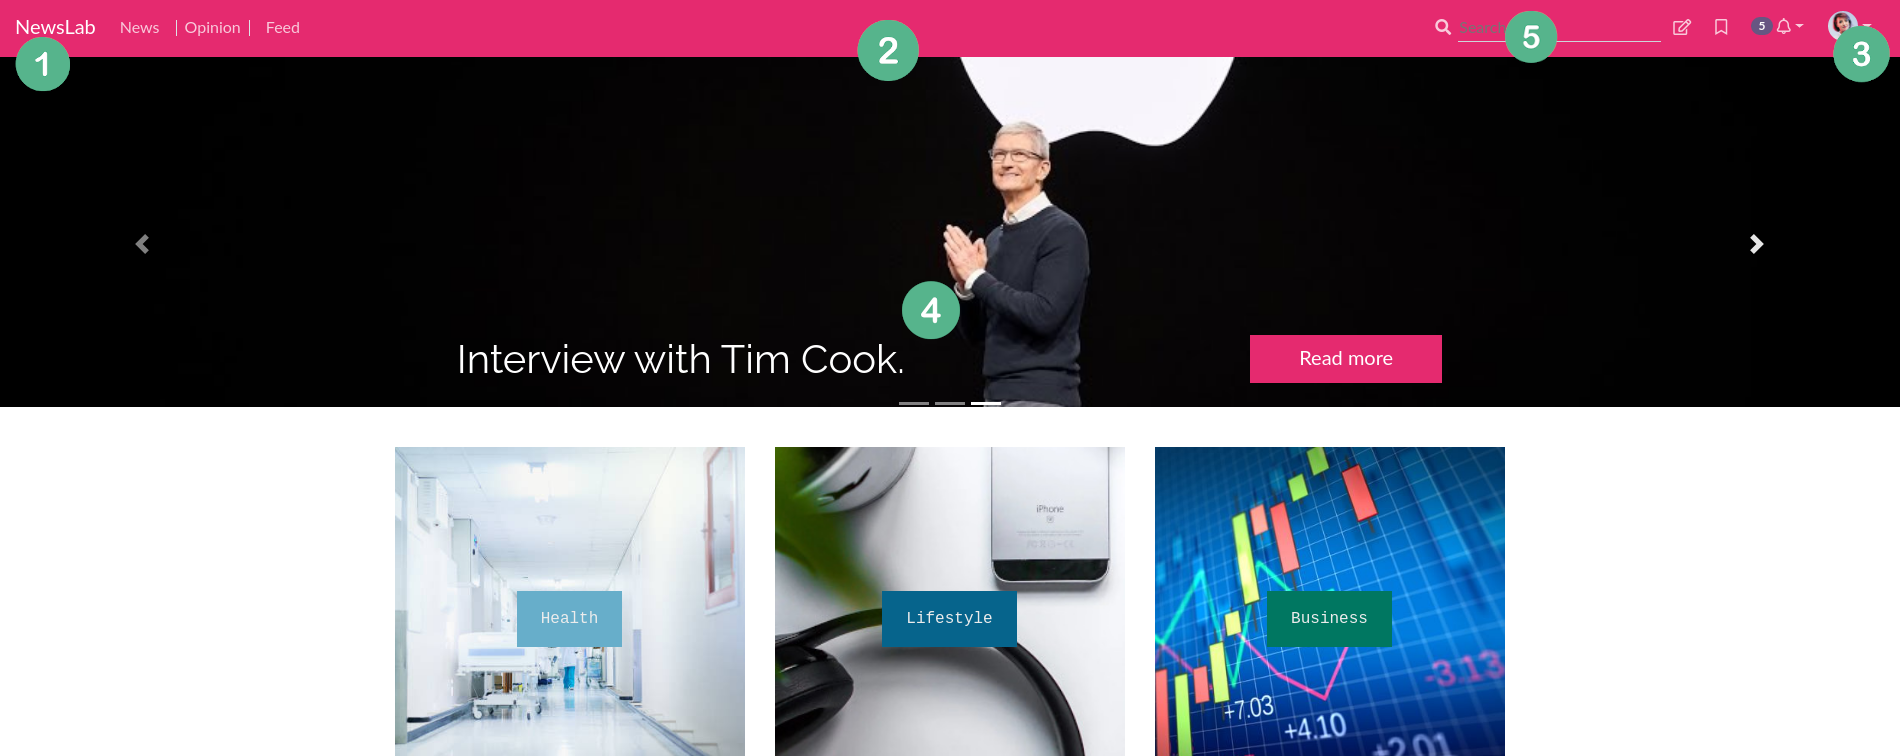 NewsLab News | Opinion | Feed 5
1 2 5 3
4
Interview with Tim Cook. Read more
iPhone
Health Lifestyle Business
-3.13
+7.03
+4.10
+2.01